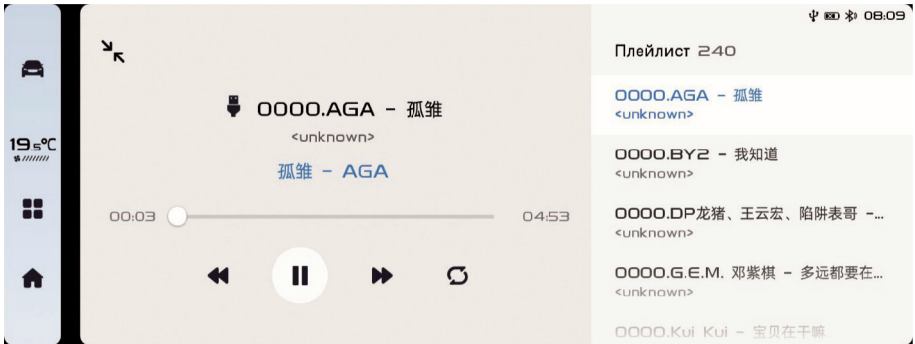 08:09
19.5°C
0000.AGA - 孤雏
<unknown>
孤雏 - AGA
00:03
04:53
Плейлист 240
0000.AGA - 孤雏
<unknown>
0000.BY2 - 我知道
<unknown>
0000.DP龙猪、王云宏、陷阱表哥 -...
<unknown>
0000.G.E.M. 邓紫棋 - 多远都要在...
<unknown>
0000.Kui Kui - 宝贝在干嘛